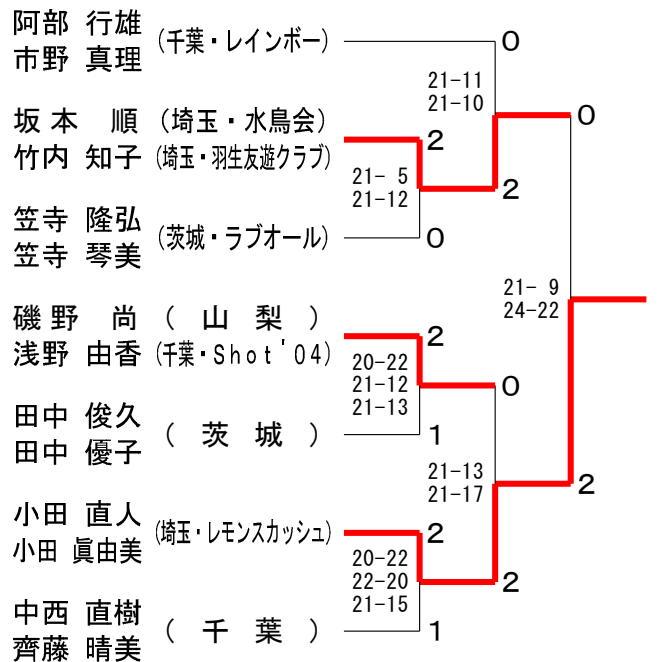 阿部 行雄
市野 真理
(千葉・レインボー)
0
21-11
21-10
0
坂本 順 (埼玉・水鳥会)
竹内 知子 (埼玉・羽生友遊クラブ)
2
21- 5
21-12
2
笠寺 隆弘
笠寺 琴美
(茨城・ラブオール)
0
21- 9
24-22
磯野 尚 ( 山 梨 )
浅野 由香 (千葉・Shot'04)
2
20-22
21-12
21-13
0
田中 俊久
田中 優子
( 茨 城 )
1
21-13
21-17
2
小田 直人
小田 眞由美
(埼玉・レモンスカッシュ)
2
20-22
22-20
21-15
2
中西 直樹
齊藤 晴美
( 千 葉 )
1